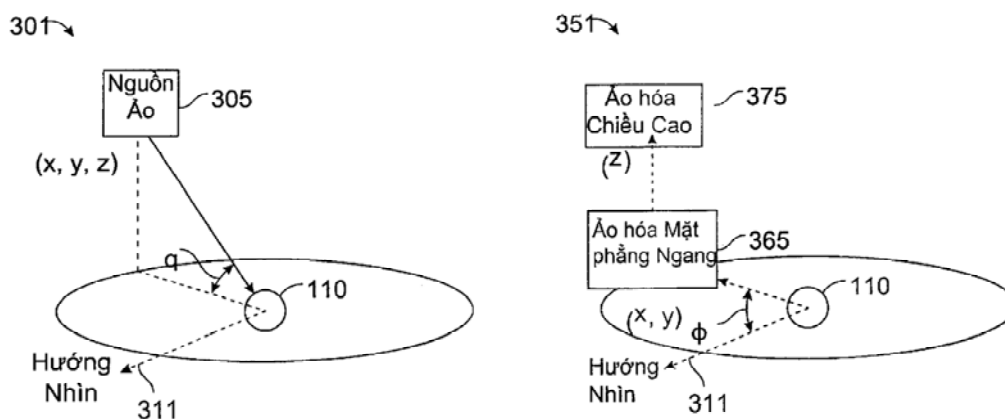 301
Nguồn
Ảo
305
(x, y, z)
q
110
Hướng
Nhìn
311
351
Ảo hóa
Chiều Cao
375
(z)
Ảo hóa Mặt
phẳng Ngang
365
(x, y)
ϕ
110
Hướng
Nhìn
311